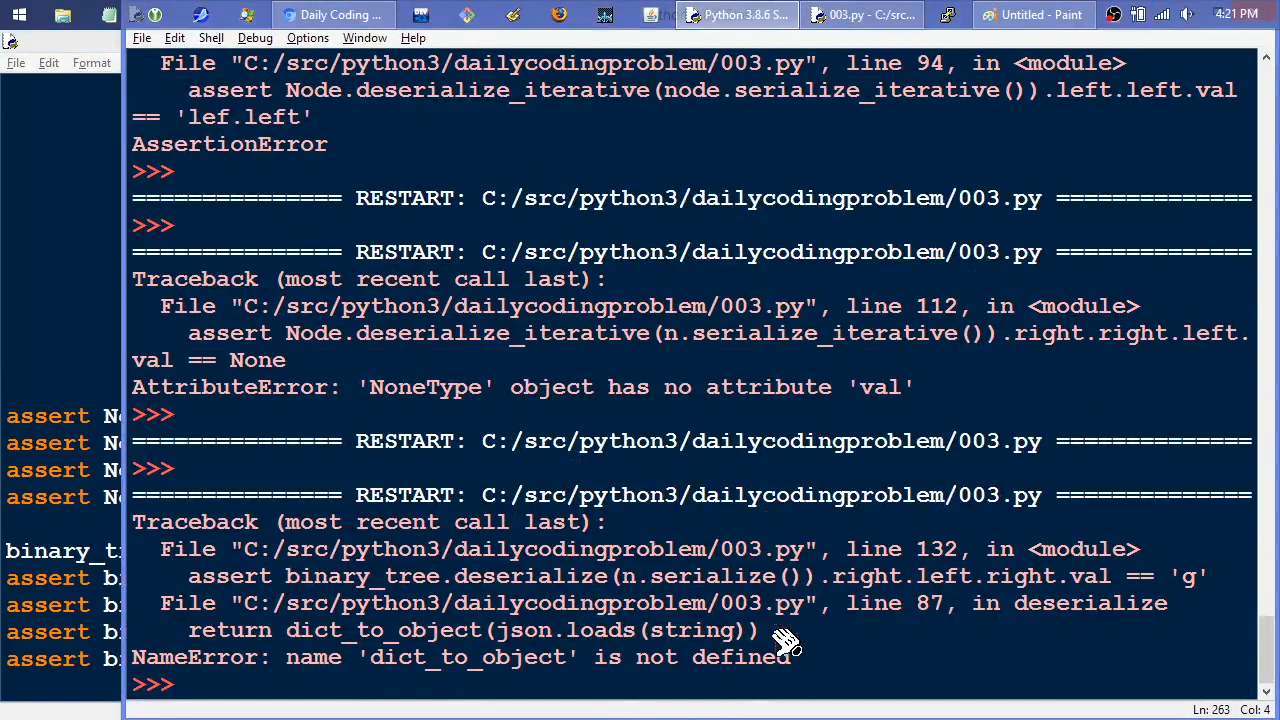 Daily Coding ...
Python 3.8.6 S...
003.py - C:/src...
Untitled - Paint
4:21 PM
File Edit Shell Debug Options Window Help
File Edit Format
File "C:/src/python3/dailycodingproblem/003.py", line 94, in <module>
assert Node.deserialize_iterative(node.serialize_iterative()).left.left.val
== 'lef.left'
AssertionError
>>>
=============== RESTART: C:/src/python3/dailycodingproblem/003.py ==============
>>>
=============== RESTART: C:/src/python3/dailycodingproblem/003.py ==============
Traceback (most recent call last):
File "C:/src/python3/dailycodingproblem/003.py", line 112, in <module>
assert Node.deserialize_iterative(n.serialize_iterative()).right.right.left.
val == None
AttributeError: 'NoneType' object has no attribute 'val'
>>>
=============== RESTART: C:/src/python3/dailycodingproblem/003.py ==============
>>>
=============== RESTART: C:/src/python3/dailycodingproblem/003.py ==============
Traceback (most recent call last):
File "C:/src/python3/dailycodingproblem/003.py", line 132, in <module>
assert binary_tree.deserialize(n.serialize()).right.left.right.val == 'g'
File "C:/src/python3/dailycodingproblem/003.py", line 87, in deserialize
return dict_to_object(json.loads(string))
NameError: name 'dict_to_object' is not defined
>>>
assert No
assert No
assert No
assert No
binary_t
assert b
assert b
assert b
assert b
Ln: 263 Col: 4